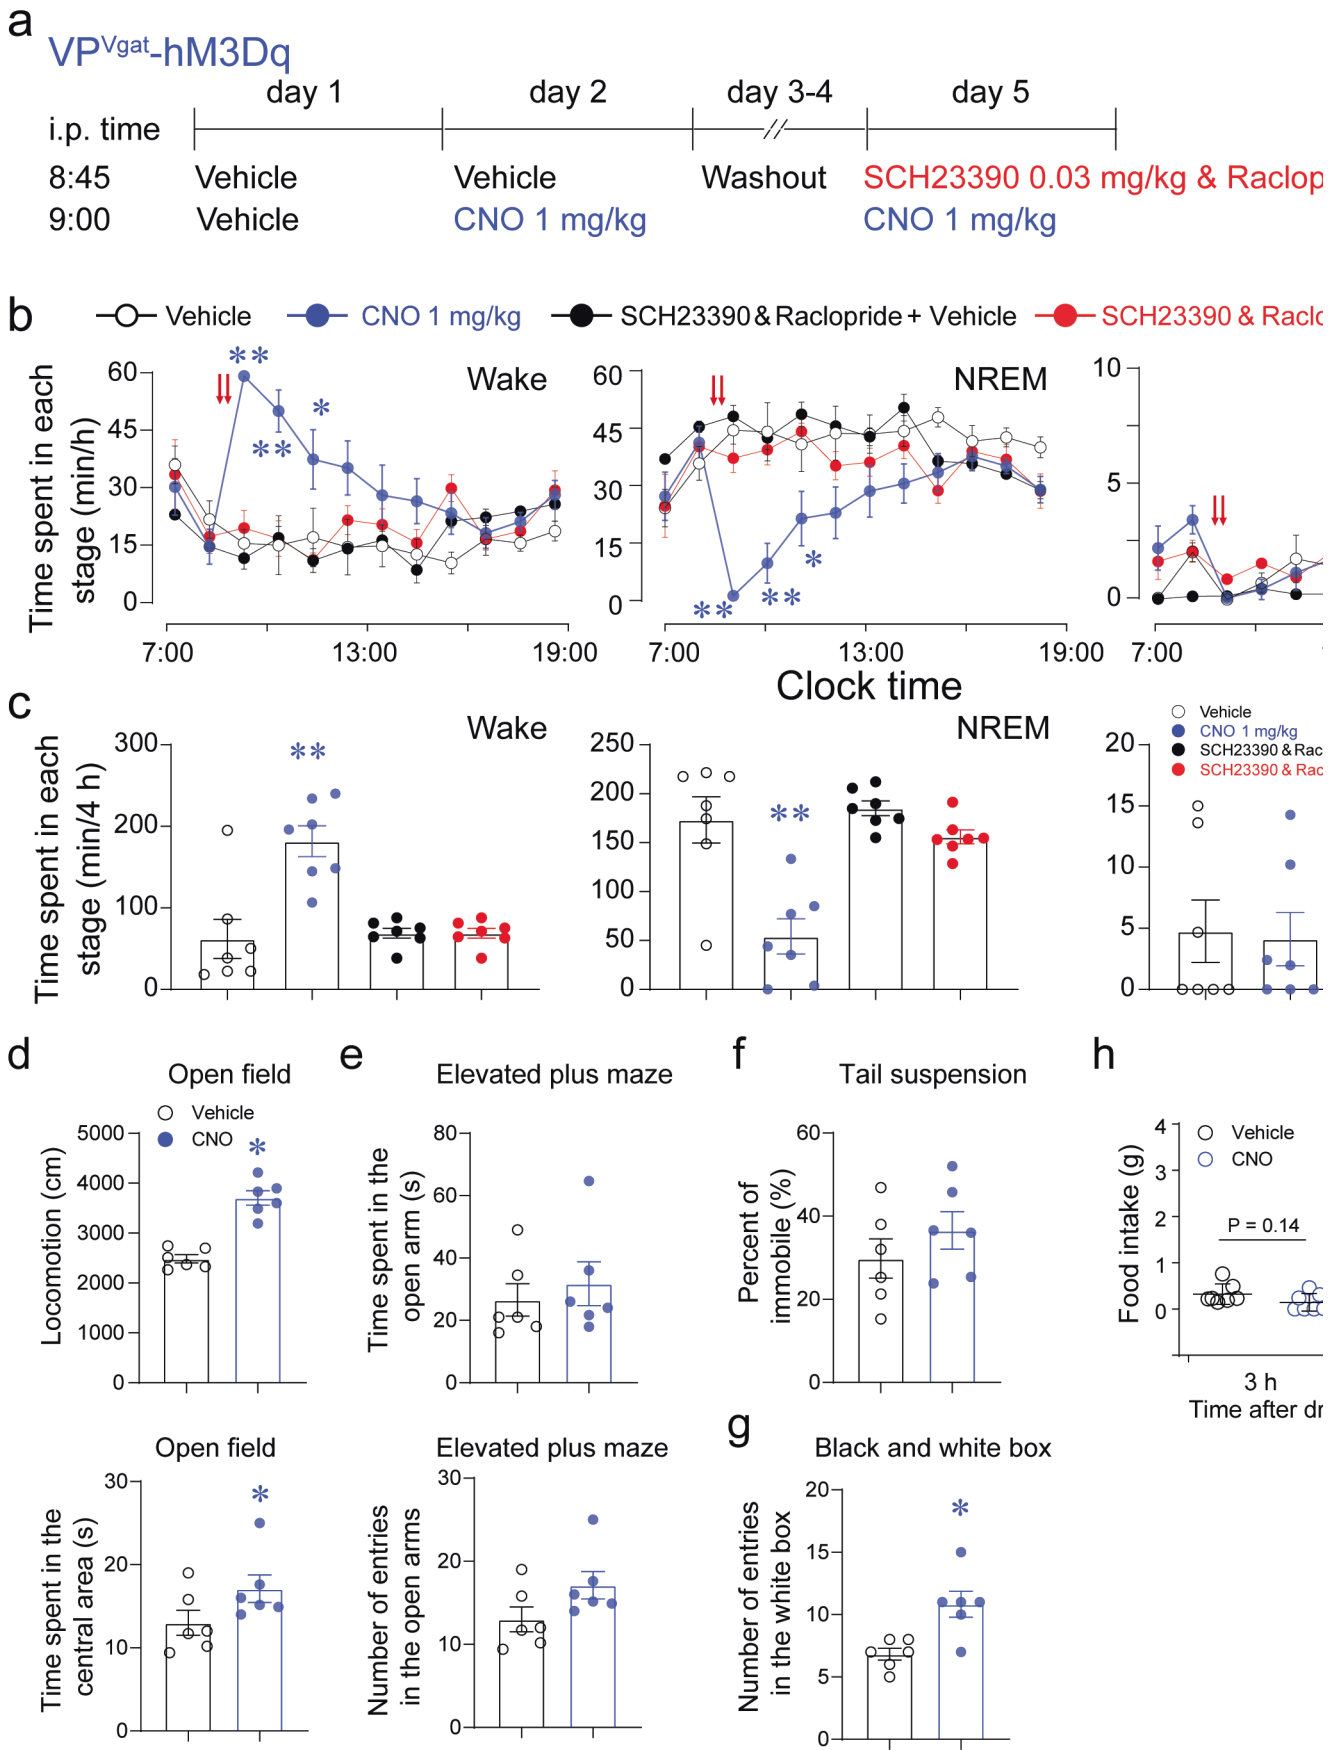 a
VPVgat-hM3Dq
day 1 day 2 day 3-4 day 5
i.p. time
8:45 Vehicle Vehicle Washout SCH23390 0.03 mg/kg & Raclop
9:00 Vehicle CNO 1 mg/kg CNO 1 mg/kg
b
Vehicle CNO 1 mg/kg SCH23390 & Raclopride + Vehicle SCH23390 & Raclo
Time spent in each
stage (min/h)
60
45
30
15
0
** ** *
Wake
7:00 13:00 19:00
60
45
30
15
0
** ** *
NREM
7:00 13:00 19:00
10
5
0
7:00
Clock time
c
Time spent in each
stage (min/4 h)
300
200
100
0
**
Wake
250
200
150
100
50
0
**
NREM
20
15
10
5
0
Vehicle
CNO 1 mg/kg
SCH23390 & Rac
SCH23390 & Rac
d
Open field
Vehicle
CNO
*
Locomotion (cm)
5000
4000
3000
2000
1000
0
Open field
*
Time spent in the
central area (s)
30
20
10
0
e
Elevated plus maze
Time spent in the
open arm (s)
80
60
40
20
0
Elevated plus maze
Number of entries
in the open arms
30
20
10
0
f
Tail suspension
Percent of
immobile (%)
60
40
20
0
g
Black and white box
*
Number of entries
in the white box
20
15
10
5
0
h
Vehicle
CNO
Food intake (g)
4
3
2
1
0
P = 0.14
3 h
Time after dr